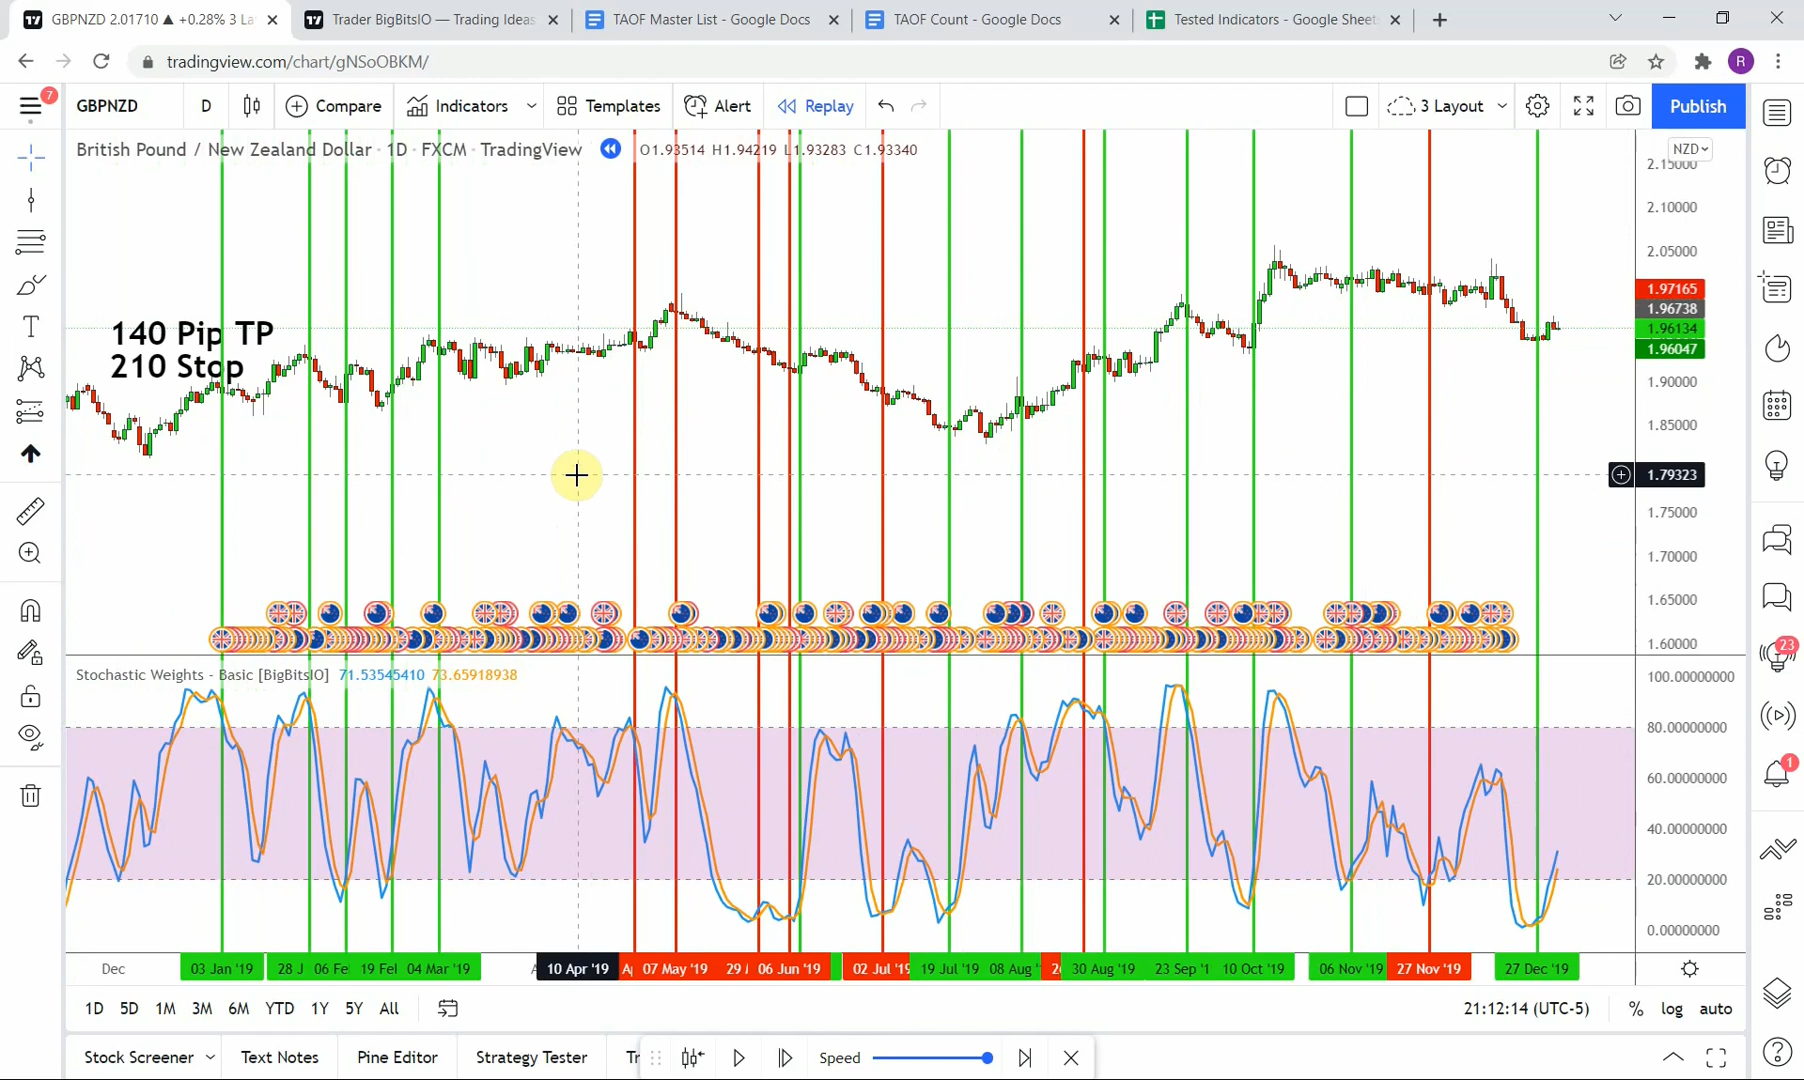 GBPNZD 2.01710 ▲ +0.28% 3 La
Trader BigBitsIO — Trading Ideas
TAOF Master List - Google Docs
TAOF Count - Google Docs
Tested Indicators - Google Sheets
tradingview.com/chart/gNSoOBKM/
R
7
GBPNZD
D
Compare
Indicators
Templates
Alert
Replay
3 Layout
Publish
British Pound / New Zealand Dollar · 1D · FXCM · TradingView
O1.93514 H1.94219 L1.93283 C1.93340
NZD
2.15000
2.10000
2.05000
1.97165
1.96738
1.96134
1.96047
1.90000
1.85000
1.79323
1.75000
1.70000
1.65000
1.60000
140 Pip TP
210 Stop
Stochastic Weights - Basic [BigBitsIO] 71.53545410 73.65918938
100.00000000
80.00000000
60.00000000
40.00000000
20.00000000
0.00000000
23
1
Dec
03 Jan '19
28 J
06 Fe
19 Fel
04 Mar '19
10 Apr '19
07 May '19
06 Jun '19
02 Jul '19
19 Jul '19
08 Aug
30 Aug '19
10 Oct '19
06 Nov '19
27 Nov '19
27 Dec '19
1D 5D 1M 3M 6M YTD 1Y 5Y All
21:12:14 (UTC-5)
% log auto
Stock Screener
Text Notes
Pine Editor
Strategy Tester
Tr
Speed